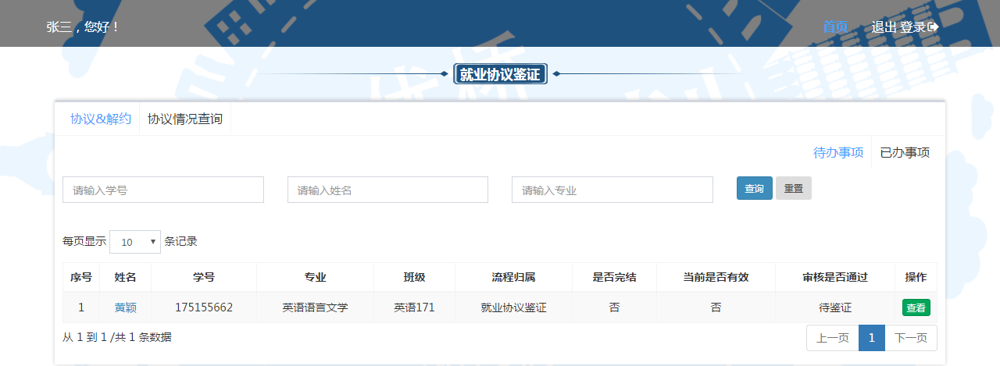 张三，您好！ 首页 退出 登录
就业协议鉴证
协议&解约 协议情况查询
待办事项 已办事项
请输入学号 请输入姓名 请输入专业 查询 重置
每页显示 10 条记录
序号 姓名 学号 专业 班级 流程归属 是否完结 当前是否有效 审核是否通过 操作
1 黄颖 175155662 英语语言文学 英语171 就业协议鉴证 否 否 待鉴证 查看
从 1 到 1 /共 1 条数据 上一页 1 下一页